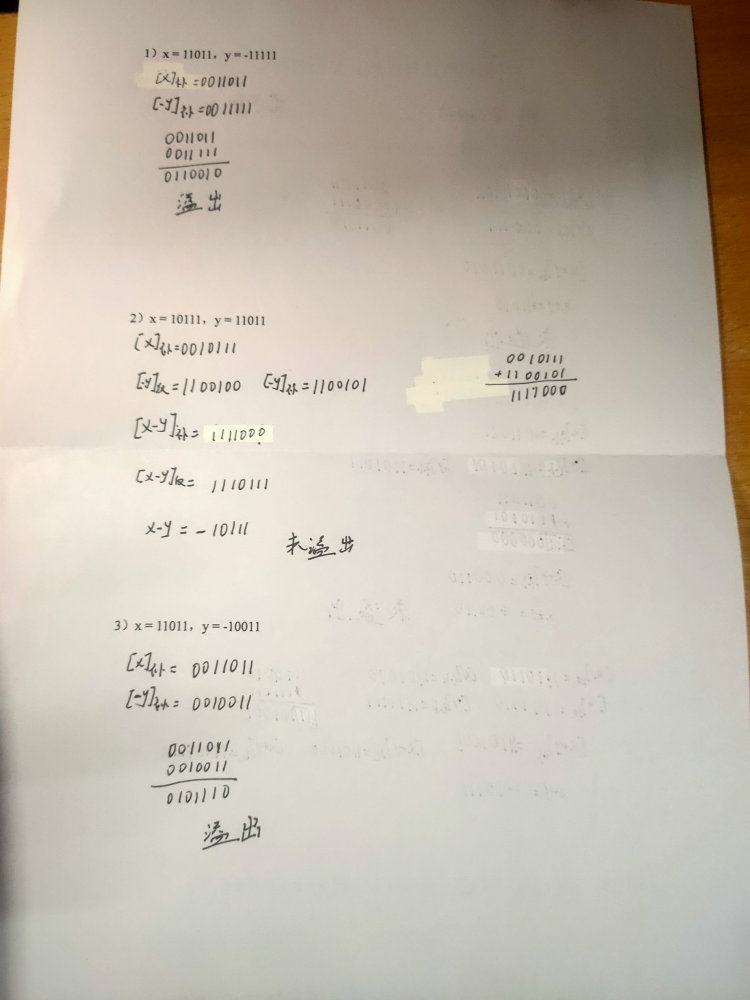 1）x = 11011，y = -11111
[x]补=0011011
[-y]补=0011111
0011011
0011111
0110010
溢出
2）x = 10111，y = 11011
[x]补=0010111
0010111
[-y]反=1100100 [-y]补=1100101
+1100101
1111000
[x-y]补= 1111000
[x-y]反= 1110111
x-y = -10111
未溢出
3）x = 11011，y = -10011
[x]补= 0011011
[-y]补= 0010011
0011011
0010011
0101110
溢出